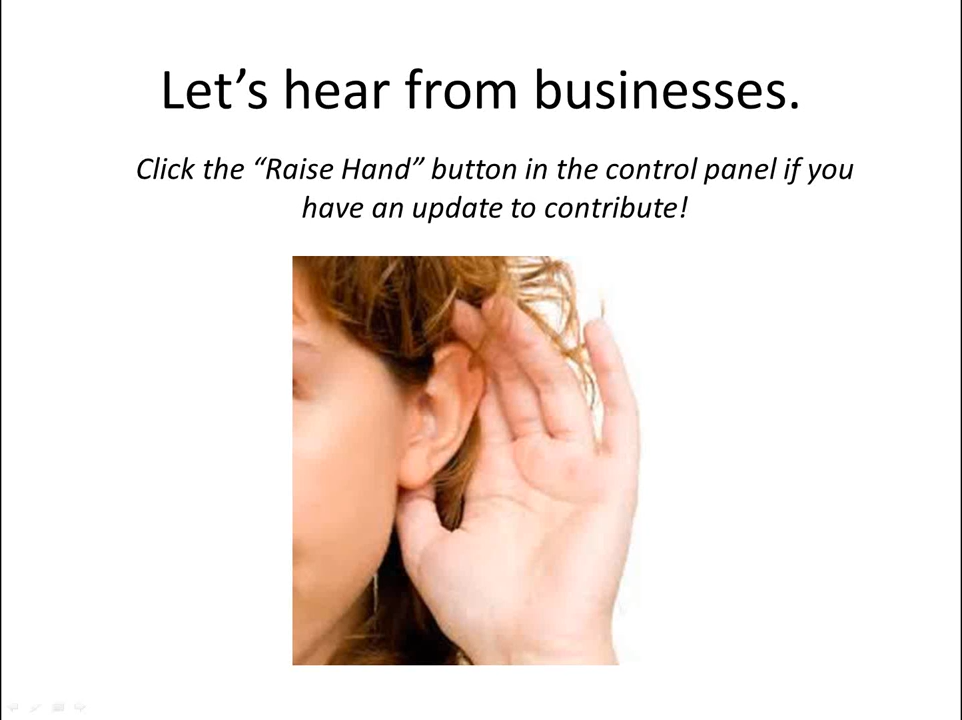 Let’s hear from businesses.
Click the “Raise Hand” button in the control panel if you
have an update to contribute!